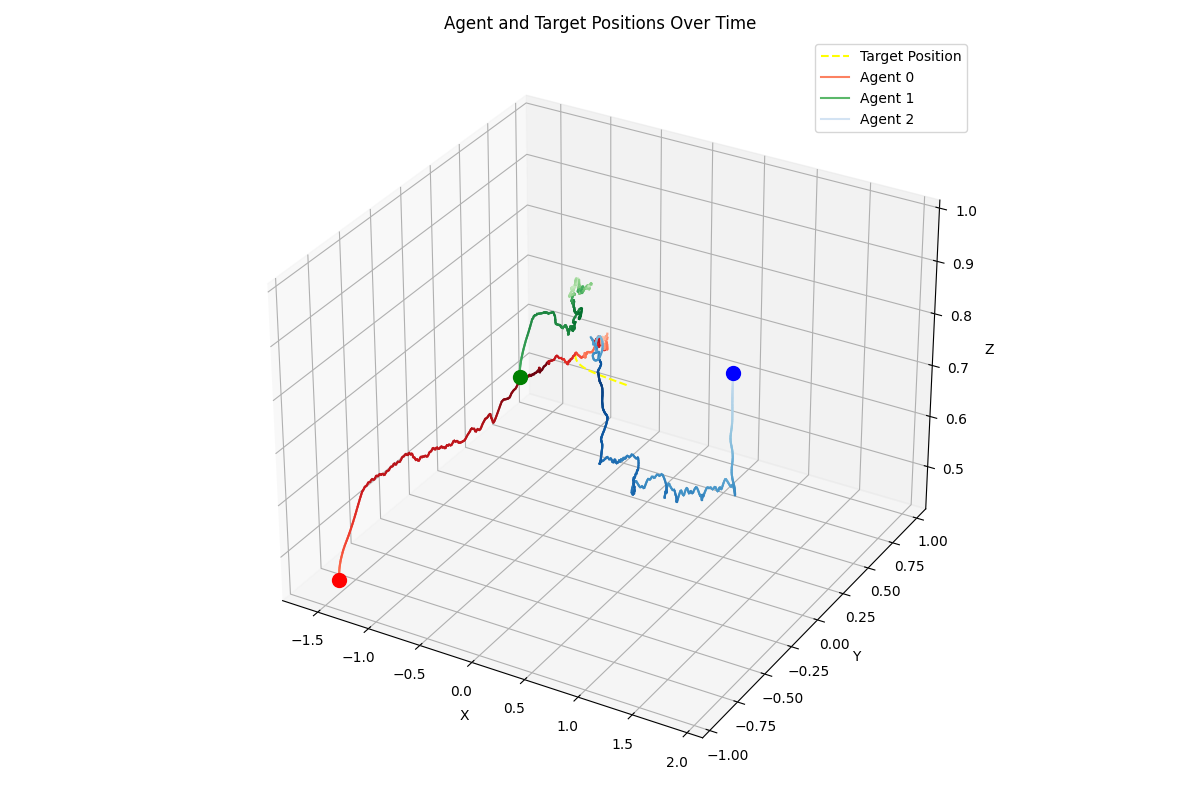 Agent and Target Positions Over Time
Target Position
Agent 0
Agent 1
Agent 2
1.0
0.9
0.8
0.7
0.6
0.5
Z
1.00
0.75
0.50
0.25
0.00
−0.25
−0.50
−0.75
−1.00
Y
−1.5
−1.0
−0.5
0.0
0.5
1.0
1.5
2.0
X